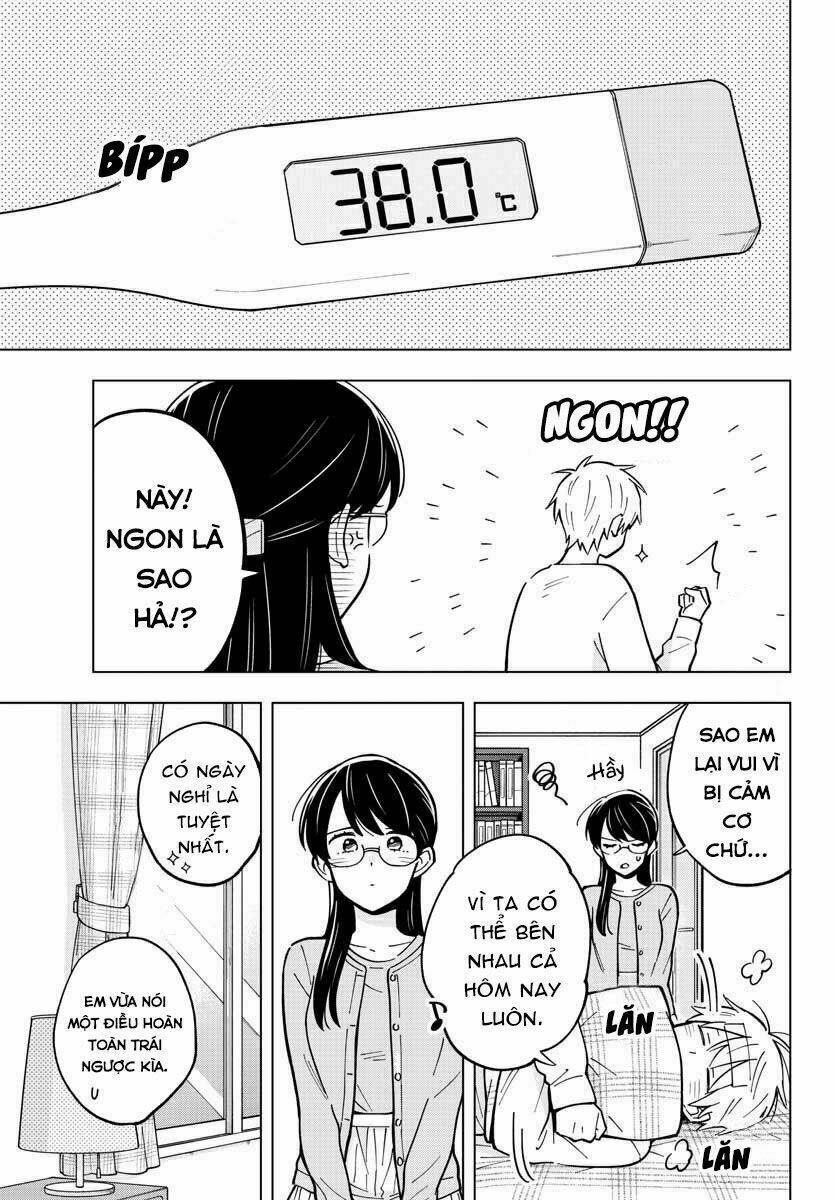 BÍPP
38.0 °C
NGON!!
NÀY!
NGON LÀ
SAO
HẢ!?
SAO EM
LẠI VUI VÌ
BỊ CẢM
CƠ
CHỨ...
Hầy
VÌ TA CÓ
THỂ BÊN
NHAU CẢ
HÔM NAY
LUÔN.
LĂN
LĂN
CÓ NGÀY
NGHỈ LÀ
TUYỆT
NHẤT.
EM VỪA NÓI
MỘT ĐIỀU HOÀN
TOÀN TRÁI
NGƯỢC KÌA.